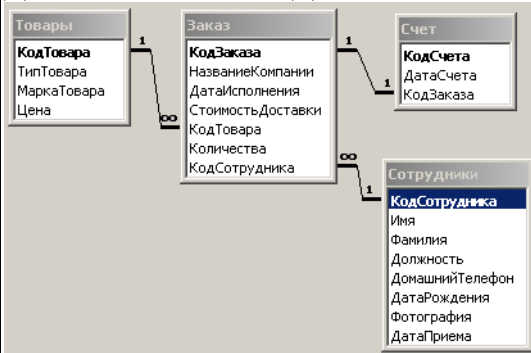 Товары
КодТовара
ТипТовара
МаркаТовара
Цена
1
∞
Заказ
КодЗаказа
НазваниеКомпании
ДатаИсполнения
СтоимостьДоставки
КодТовара
Количества
КодСотрудника
1
1
Счет
КодСчета
ДатаСчета
КодЗаказа
∞
1
Сотрудники
КодСотрудника
Имя
Фамилия
Должность
ДомашнийТелефон
ДатаРождения
Фотография
ДатаПриема